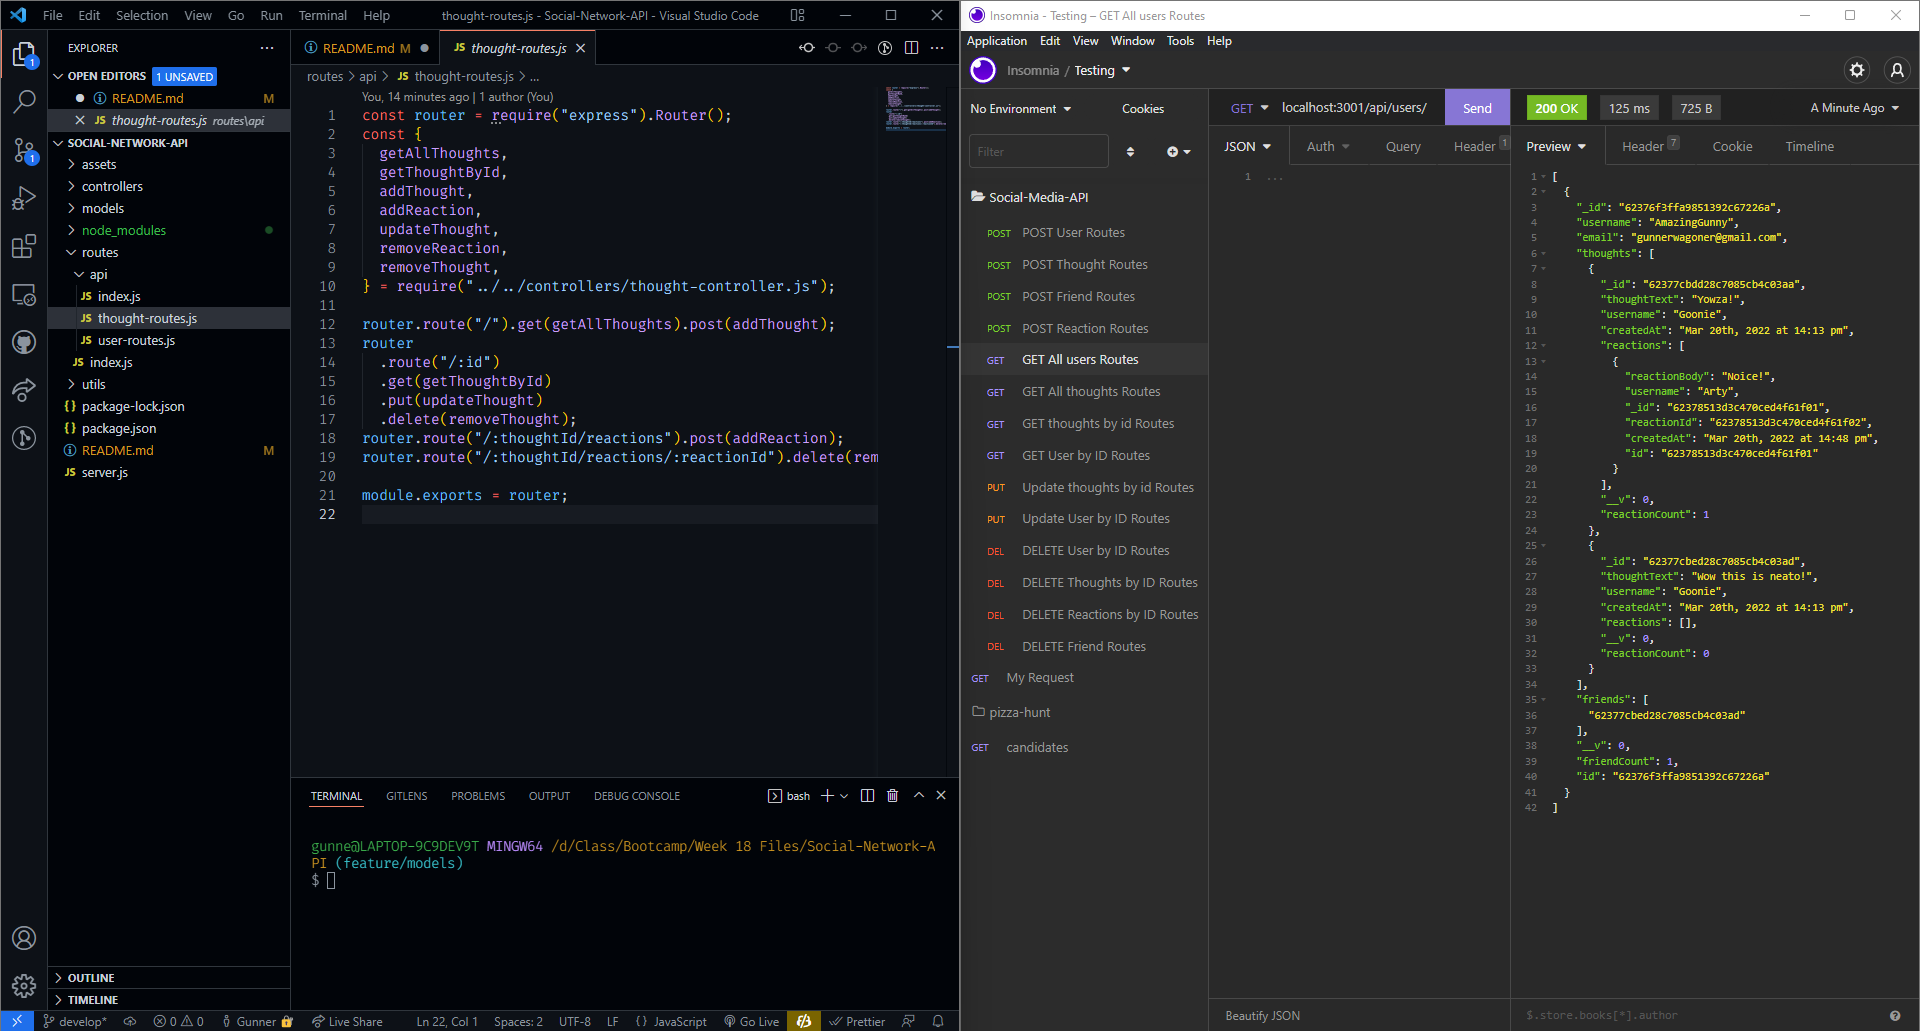 File Edit Selection View Go Run Terminal Help
thought-routes.js - Social-Network-API - Visual Studio Code
EXPLORER
OPEN EDITORS 1 UNSAVED
README.md M
thought-routes.js routes\api
SOCIAL-NETWORK-API
assets
controllers
models
node_modules
routes
api
index.js
thought-routes.js
user-routes.js
index.js
utils
package-lock.json
package.json
README.md M
server.js
OUTLINE
TIMELINE
README.md M
thought-routes.js
routes > api > thought-routes.js > ...
You, 14 minutes ago | 1 author (You)
1 const router = require("express").Router();
2 const {
3 getAllThoughts,
4 getThoughtById,
5 addThought,
6 addReaction,
7 updateThought,
8 removeReaction,
9 removeThought,
10 } = require("../../controllers/thought-controller.js");
11
12 router.route("/").get(getAllThoughts).post(addThought);
13 router
14 .route("/:id")
15 .get(getThoughtById)
16 .put(updateThought)
17 .delete(removeThought);
18 router.route("/:thoughtId/reactions").post(addReaction);
19 router.route("/:thoughtId/reactions/:reactionId").delete(rem
20
21 module.exports = router;
22
TERMINAL GITLENS PROBLEMS OUTPUT DEBUG CONSOLE
bash
gunne@LAPTOP-9C9DEV9T MINGW64 /d/Class/Bootcamp/Week 18 Files/Social-Network-A
PI (feature/models)
$
develop* 0 0 Gunner Live Share Ln 22, Col 1 Spaces: 2 UTF-8 LF {} JavaScript Go Live Prettier
Insomnia - Testing – GET All users Routes
Application Edit View Window Tools Help
Insomnia / Testing
No Environment Cookies
Filter
Social-Media-API
POST POST User Routes
POST POST Thought Routes
POST POST Friend Routes
POST POST Reaction Routes
GET GET All users Routes
GET GET All thoughts Routes
GET GET thoughts by id Routes
GET GET User by ID Routes
PUT Update thoughts by id Routes
PUT Update User by ID Routes
DEL DELETE User by ID Routes
DEL DELETE Thoughts by ID Routes
DEL DELETE Reactions by ID Routes
DEL DELETE Friend Routes
GET My Request
pizza-hunt
GET candidates
GET localhost:3001/api/users/ Send
JSON Auth Query Header 1
1 ...
Beautify JSON
200 OK 125 ms 725 B A Minute Ago
Preview Header 7 Cookie Timeline
1 [
2 {
3 "_id": "62376f3ffa9851392c67226a",
4 "username": "AmazingGunny",
5 "email": "gunnerwagoner@gmail.com",
6 "thoughts": [
7 {
8 "_id": "62377cbdd28c7085cb4c03aa",
9 "thoughtText": "Yowza!",
10 "username": "Goonie",
11 "createdAt": "Mar 20th, 2022 at 14:13 pm",
12 "reactions": [
13 {
14 "reactionBody": "Noice!",
15 "username": "Arty",
16 "_id": "62378513d3c470ced4f61f01",
17 "reactionId": "62378513d3c470ced4f61f02",
18 "createdAt": "Mar 20th, 2022 at 14:48 pm",
19 "id": "62378513d3c470ced4f61f01"
20 }
21 ],
22 "__v": 0,
23 "reactionCount": 1
24 },
25 {
26 "_id": "62377cbed28c7085cb4c03ad",
27 "thoughtText": "Wow this is neato!",
28 "username": "Goonie",
29 "createdAt": "Mar 20th, 2022 at 14:13 pm",
30 "reactions": [],
31 "__v": 0,
32 "reactionCount": 0
33 }
34 ],
35 "friends": [
36 "62377cbed28c7085cb4c03ad"
37 ],
38 "__v": 0,
39 "friendCount": 1,
40 "id": "62376f3ffa9851392c67226a"
41 }
42 ]
$.store.books[*].author